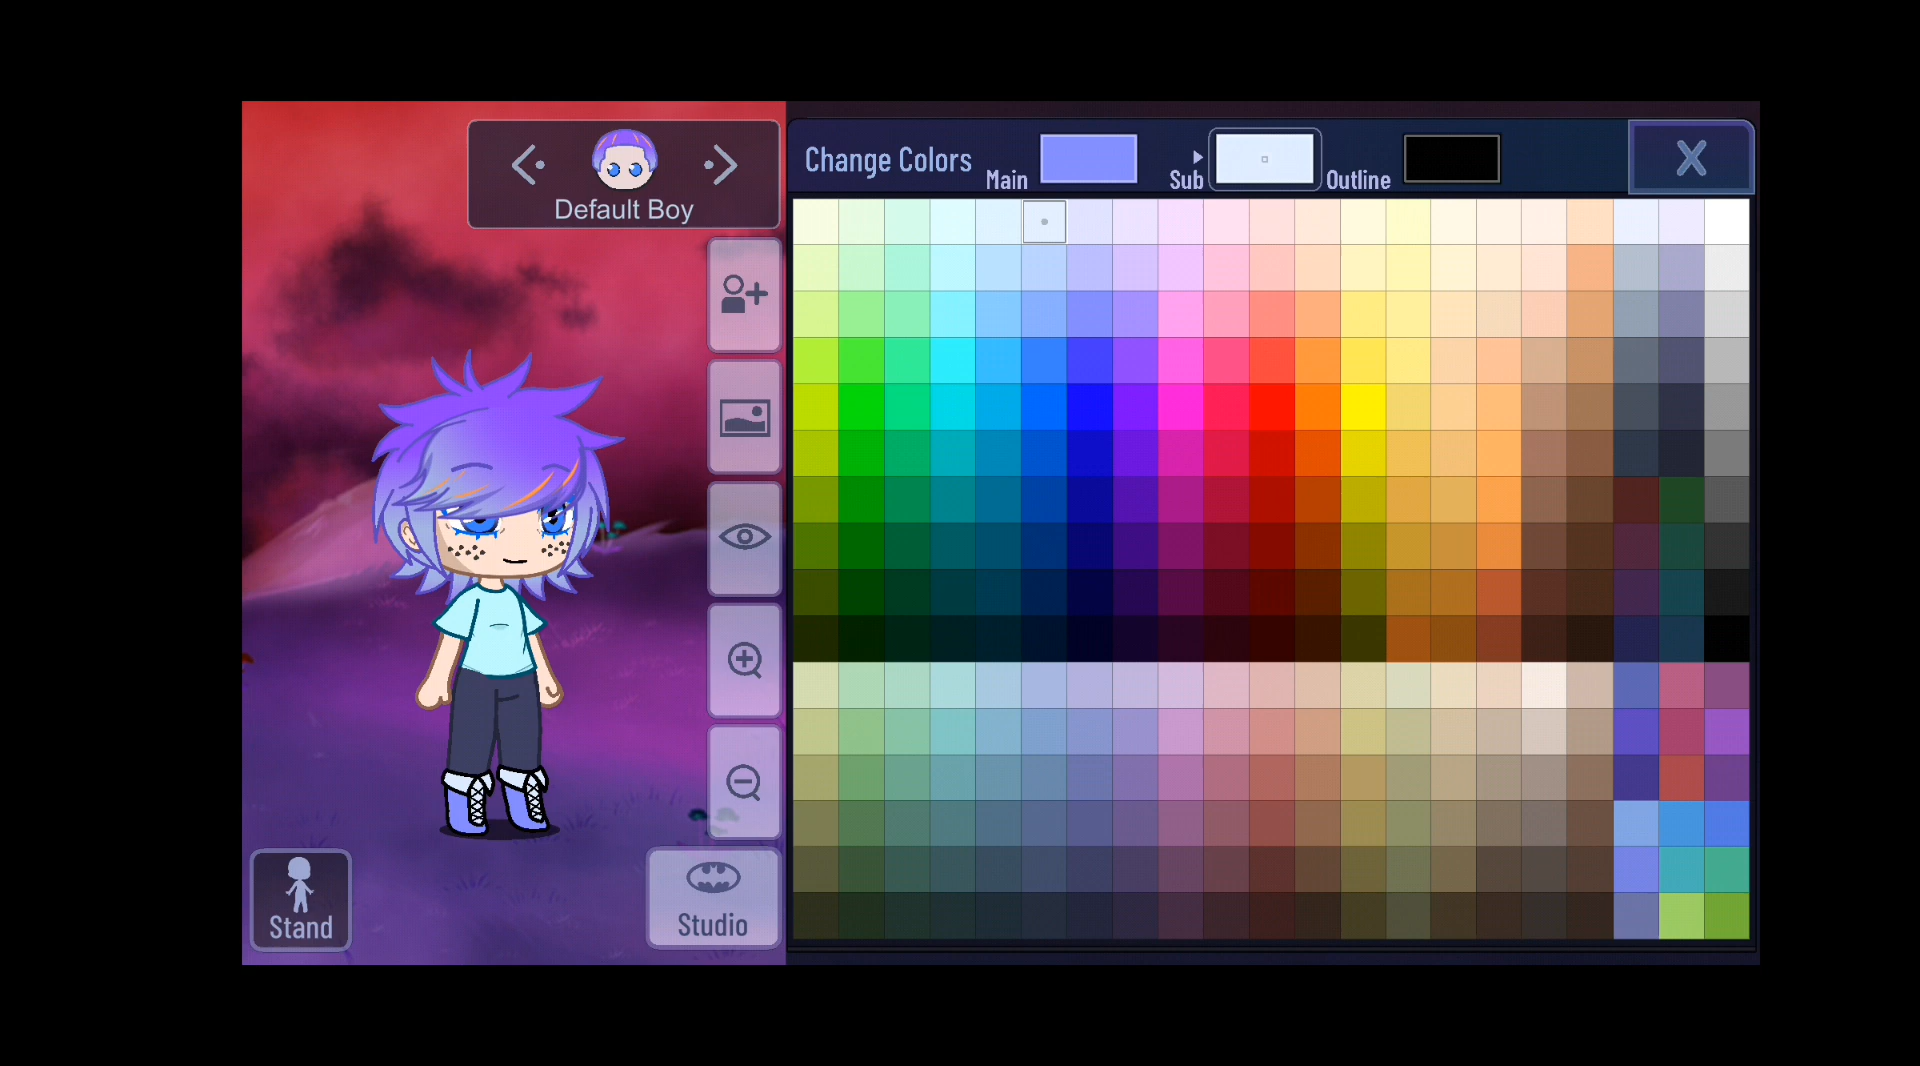 Default Boy
Change Colors
Main
Sub
Outline
X
Stand
Studio